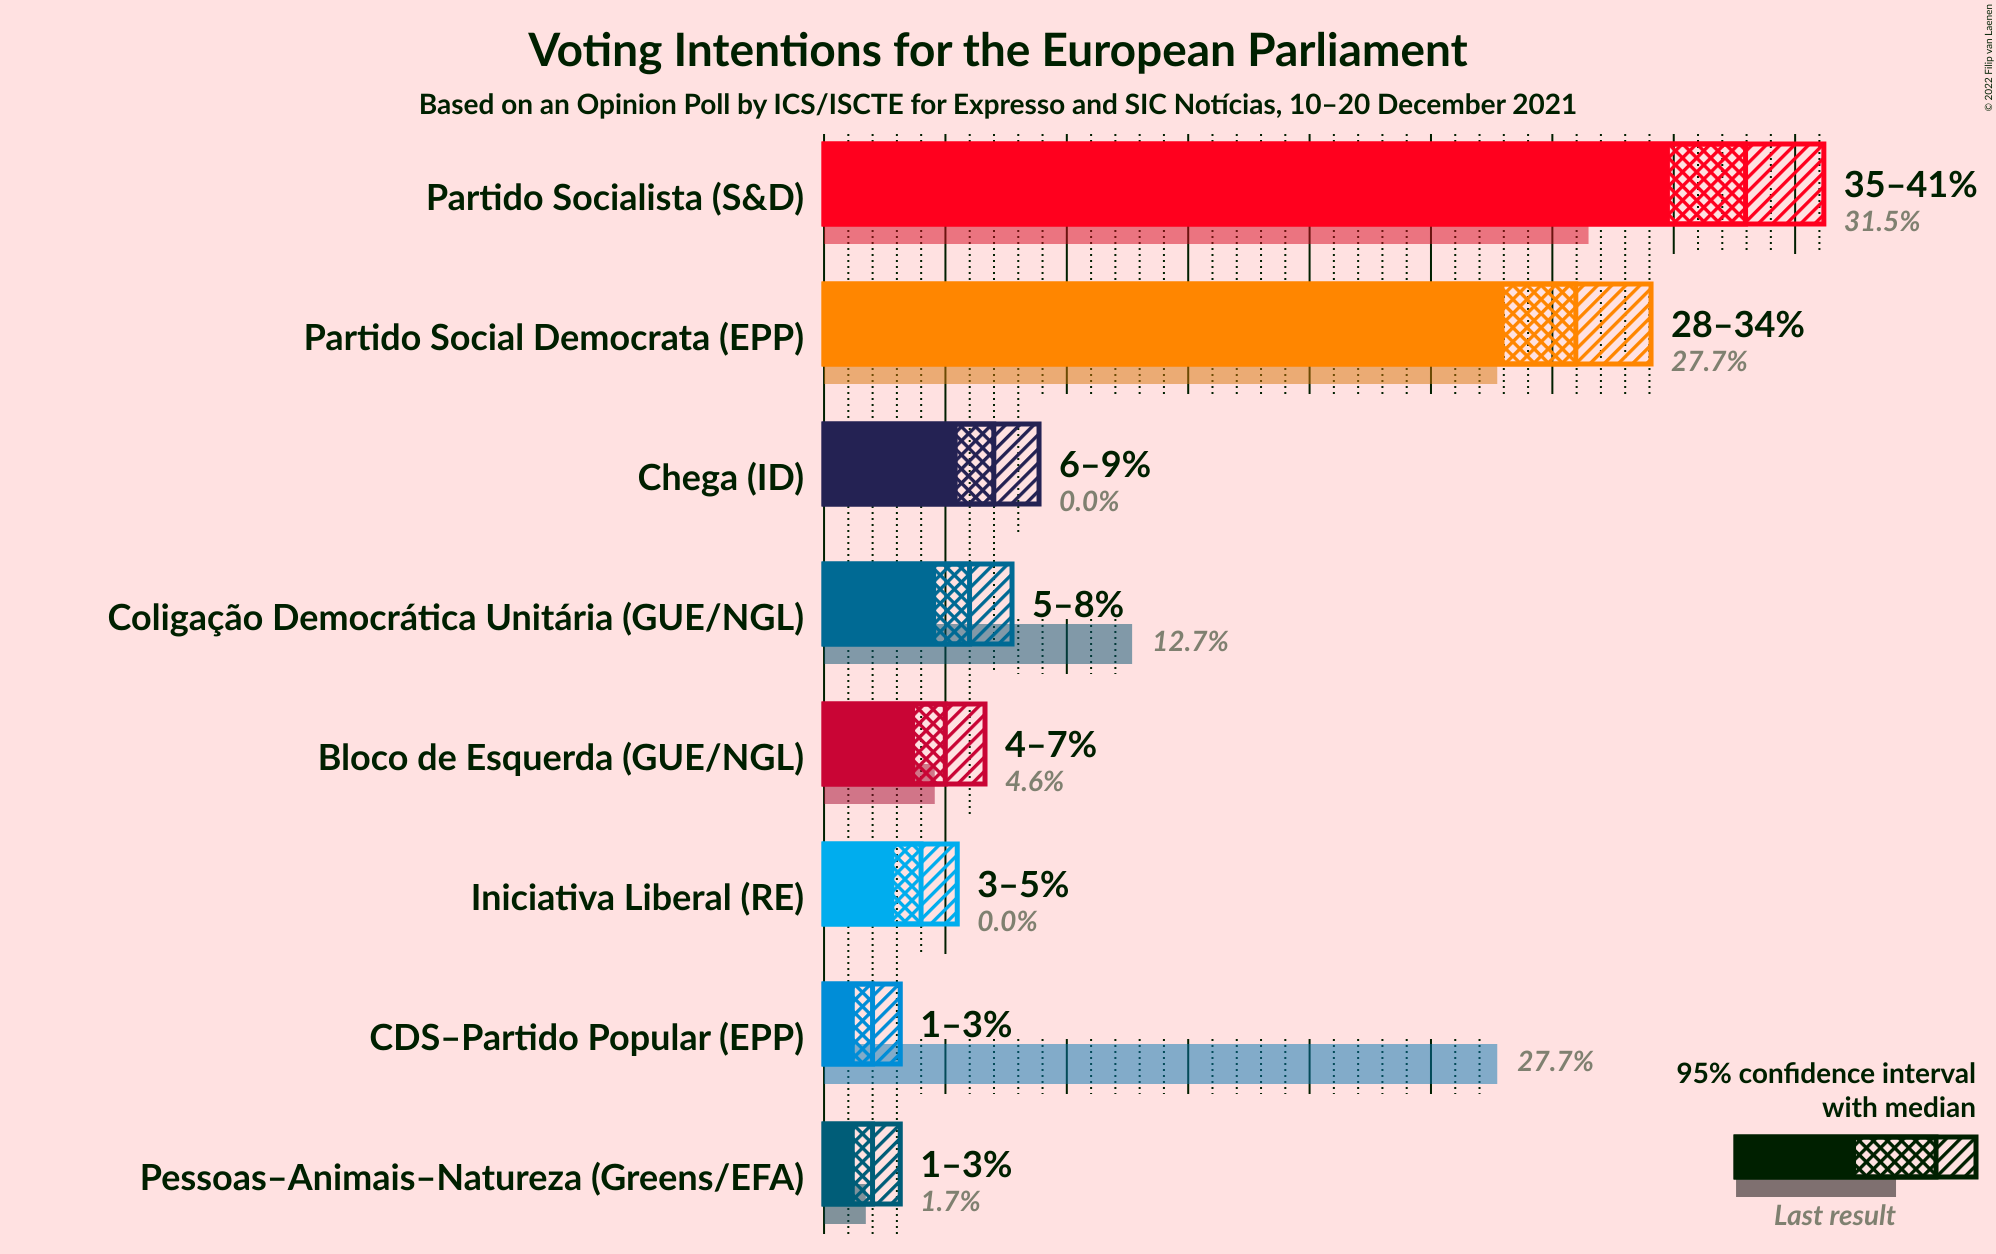 Voting Intentions for the European Parliament
Based on an Opinion Poll by ICS/ISCTE for Expresso and SIC Notícias, 10–20 December 2021
© 2022 Filip van Laenen
Partido Socialista (S&D)
35–41%
31.5%
Partido Social Democrata (EPP)
28–34%
27.7%
Chega (ID)
6–9%
0.0%
Coligação Democrática Unitária (GUE/NGL)
5–8%
12.7%
Bloco de Esquerda (GUE/NGL)
4–7%
4.6%
Iniciativa Liberal (RE)
3–5%
0.0%
CDS–Partido Popular (EPP)
1–3%
27.7%
Pessoas–Animais–Natureza (Greens/EFA)
1–3%
1.7%
95% confidence interval
with median
Last result